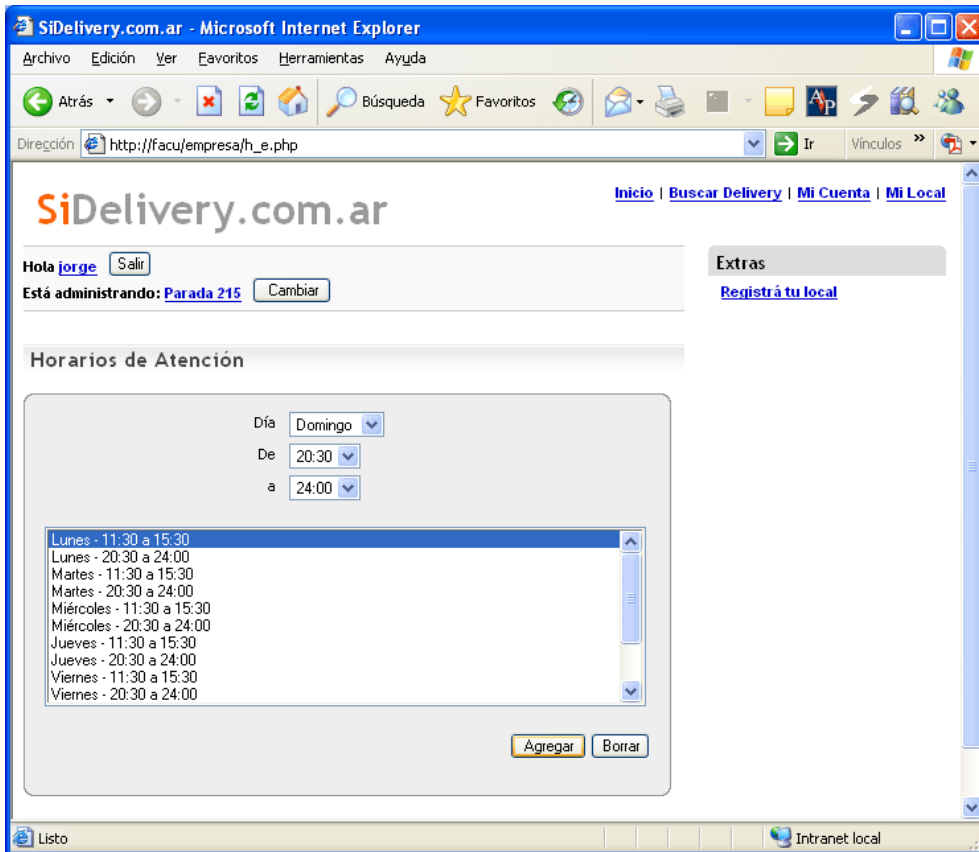 SiDelivery.com.ar - Microsoft Internet Explorer
Archivo Edición Ver Favoritos Herramientas Ayuda
Atrás Búsqueda Favoritos
Dirección http://facu/empresa/h_e.php Ir Vínculos »
SiDelivery.com.ar
Inicio | Buscar Delivery | Mi Cuenta | Mi Local
Hola jorge Salir
Está administrando: Parada 215 Cambiar
Extras
Registrá tu local
Horarios de Atención
Día Domingo
De 20:30
a 24:00
Lunes - 11:30 a 15:30
Lunes - 20:30 a 24:00
Martes - 11:30 a 15:30
Martes - 20:30 a 24:00
Miércoles - 11:30 a 15:30
Miércoles - 20:30 a 24:00
Jueves - 11:30 a 15:30
Jueves - 20:30 a 24:00
Viernes - 11:30 a 15:30
Viernes - 20:30 a 24:00
Agregar Borrar
Listo Intranet local